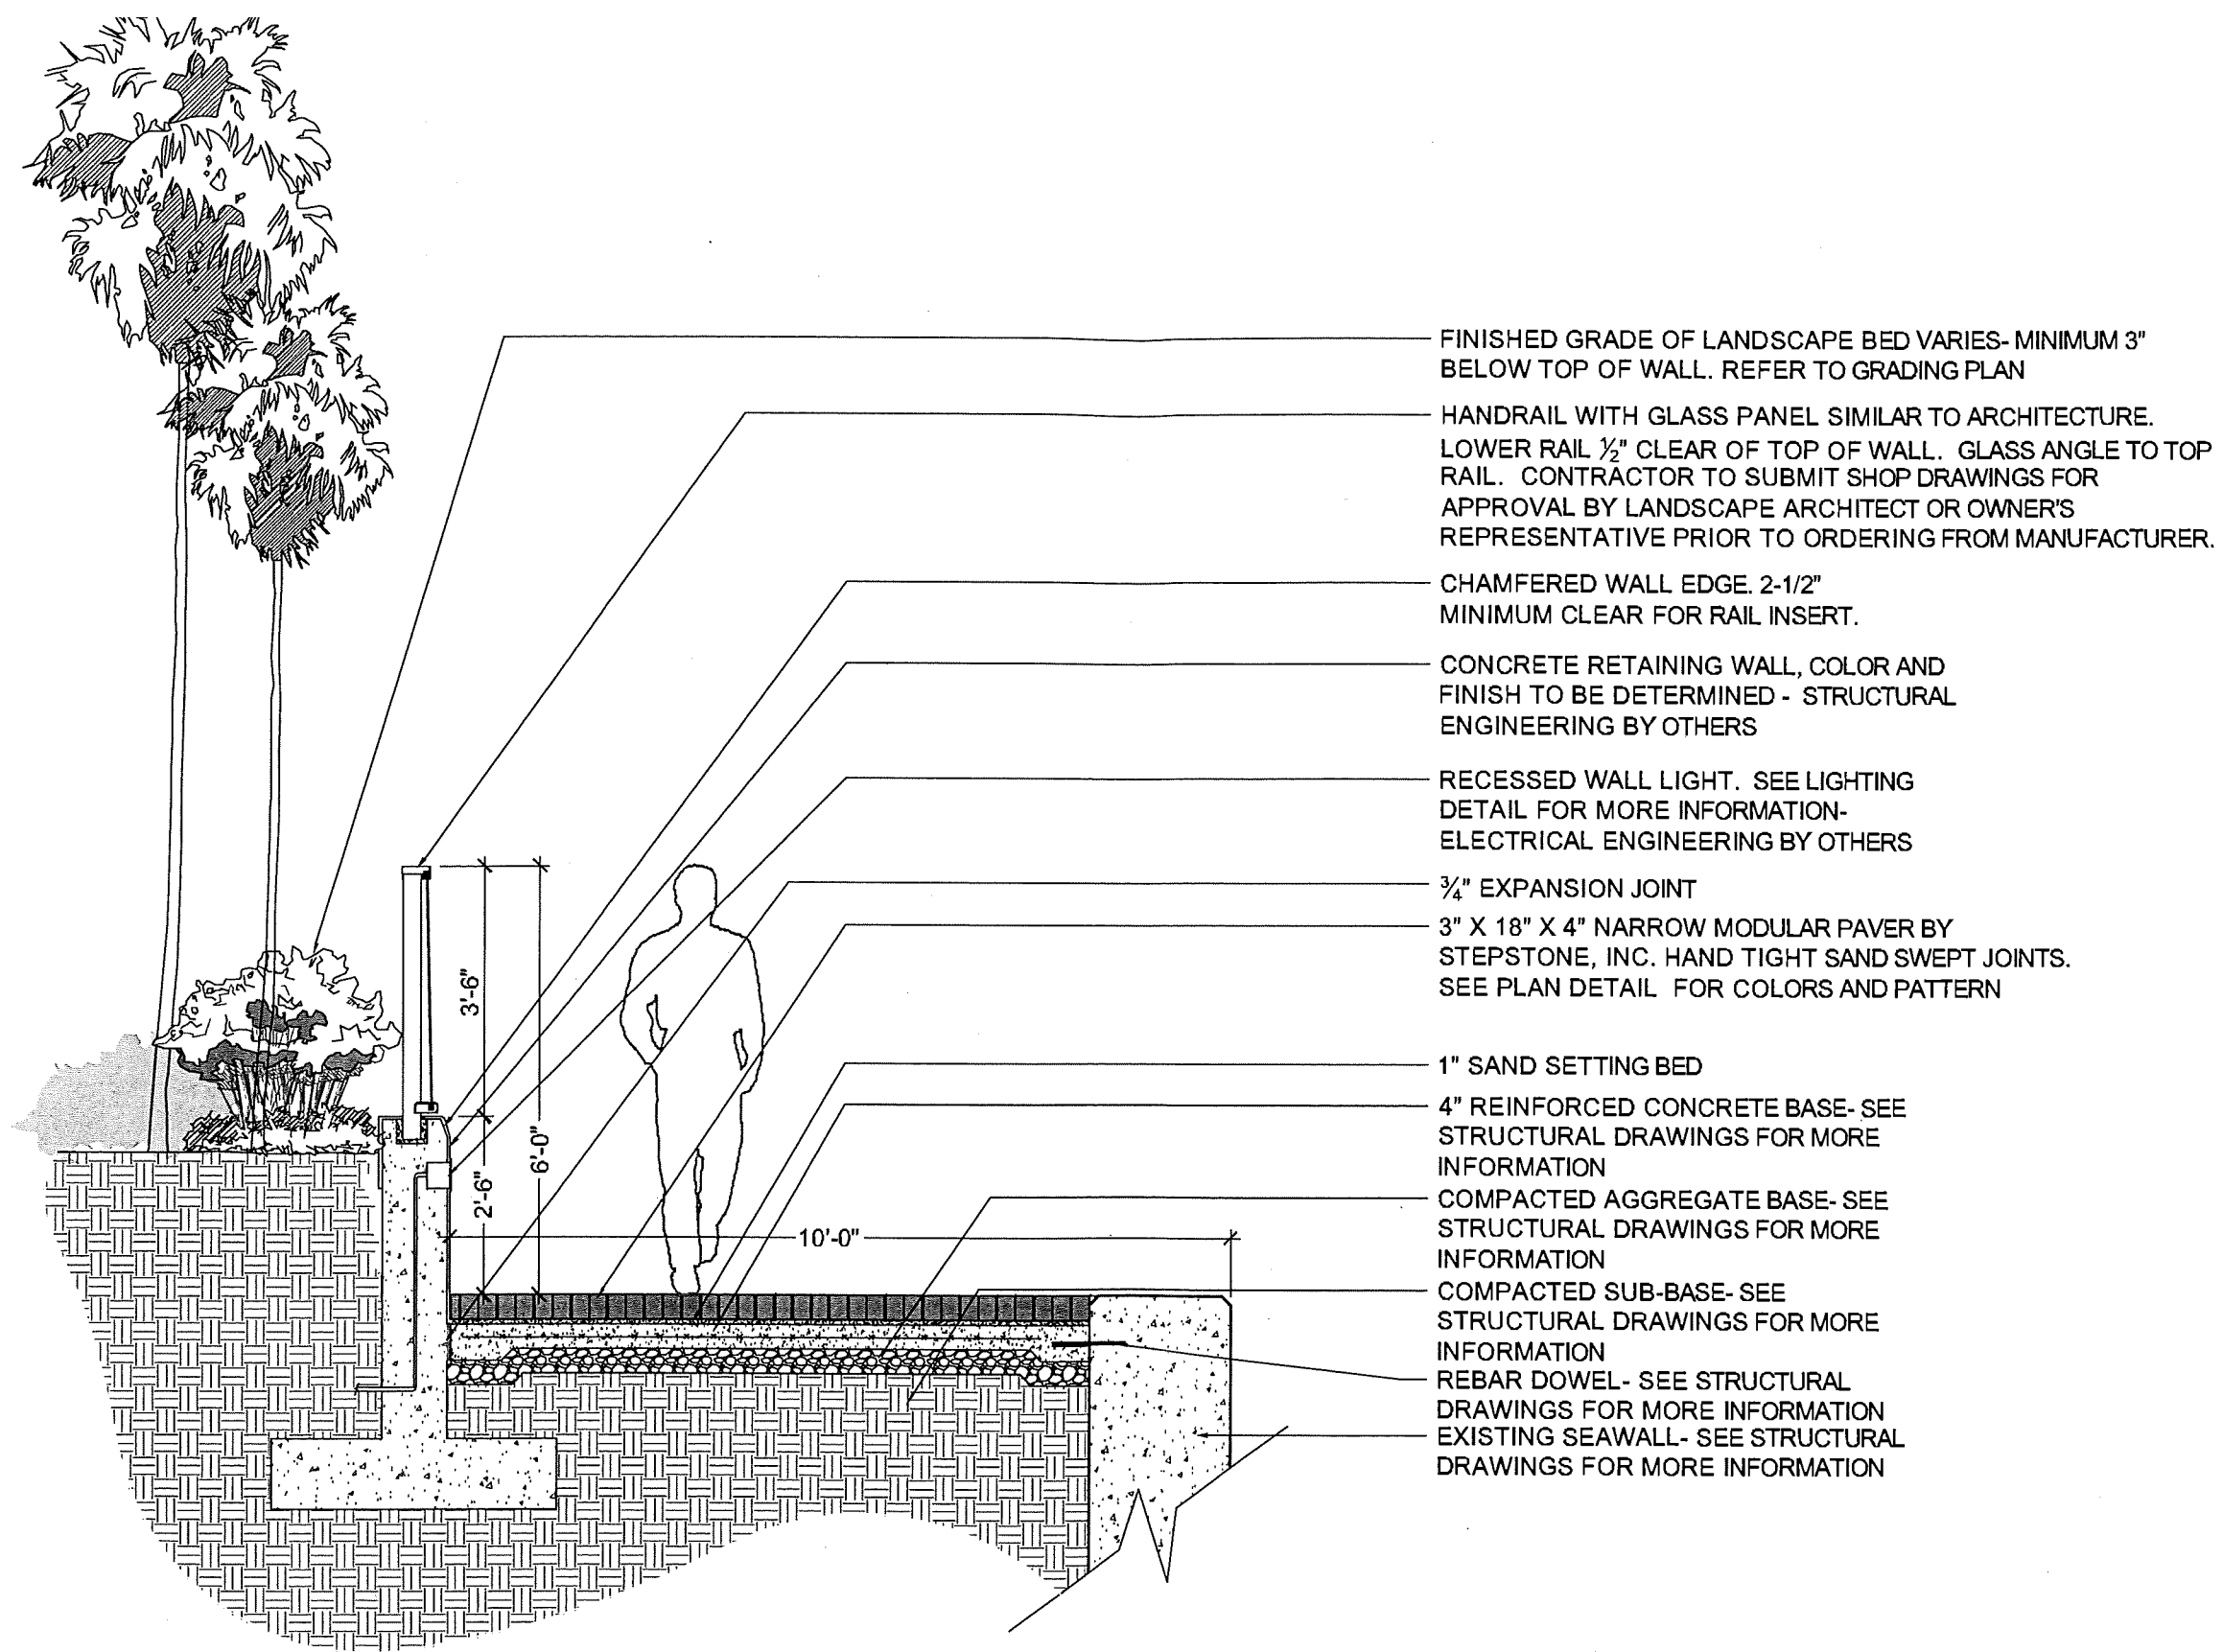 FINISHED GRADE OF LANDSCAPE BED VARIES- MINIMUM 3"
BELOW TOP OF WALL. REFER TO GRADING PLAN
HANDRAIL WITH GLASS PANEL SIMILAR TO ARCHITECTURE.
LOWER RAIL ½" CLEAR OF TOP OF WALL. GLASS ANGLE TO TOP
RAIL. CONTRACTOR TO SUBMIT SHOP DRAWINGS FOR
APPROVAL BY LANDSCAPE ARCHITECT OR OWNER'S
REPRESENTATIVE PRIOR TO ORDERING FROM MANUFACTURER.
CHAMFERED WALL EDGE. 2-1/2"
MINIMUM CLEAR FOR RAIL INSERT.
CONCRETE RETAINING WALL, COLOR AND
FINISH TO BE DETERMINED - STRUCTURAL
ENGINEERING BY OTHERS
RECESSED WALL LIGHT. SEE LIGHTING
DETAIL FOR MORE INFORMATION-
ELECTRICAL ENGINEERING BY OTHERS
¾" EXPANSION JOINT
3" X 18" X 4" NARROW MODULAR PAVER BY
STEPSTONE, INC. HAND TIGHT SAND SWEPT JOINTS.
SEE PLAN DETAIL FOR COLORS AND PATTERN
1" SAND SETTING BED
4" REINFORCED CONCRETE BASE- SEE
STRUCTURAL DRAWINGS FOR MORE
INFORMATION
COMPACTED AGGREGATE BASE- SEE
STRUCTURAL DRAWINGS FOR MORE
INFORMATION
COMPACTED SUB-BASE- SEE
STRUCTURAL DRAWINGS FOR MORE
INFORMATION
REBAR DOWEL- SEE STRUCTURAL
DRAWINGS FOR MORE INFORMATION
EXISTING SEAWALL- SEE STRUCTURAL
DRAWINGS FOR MORE INFORMATION
3'-6"
6'-0"
2'-6"
10'-0"